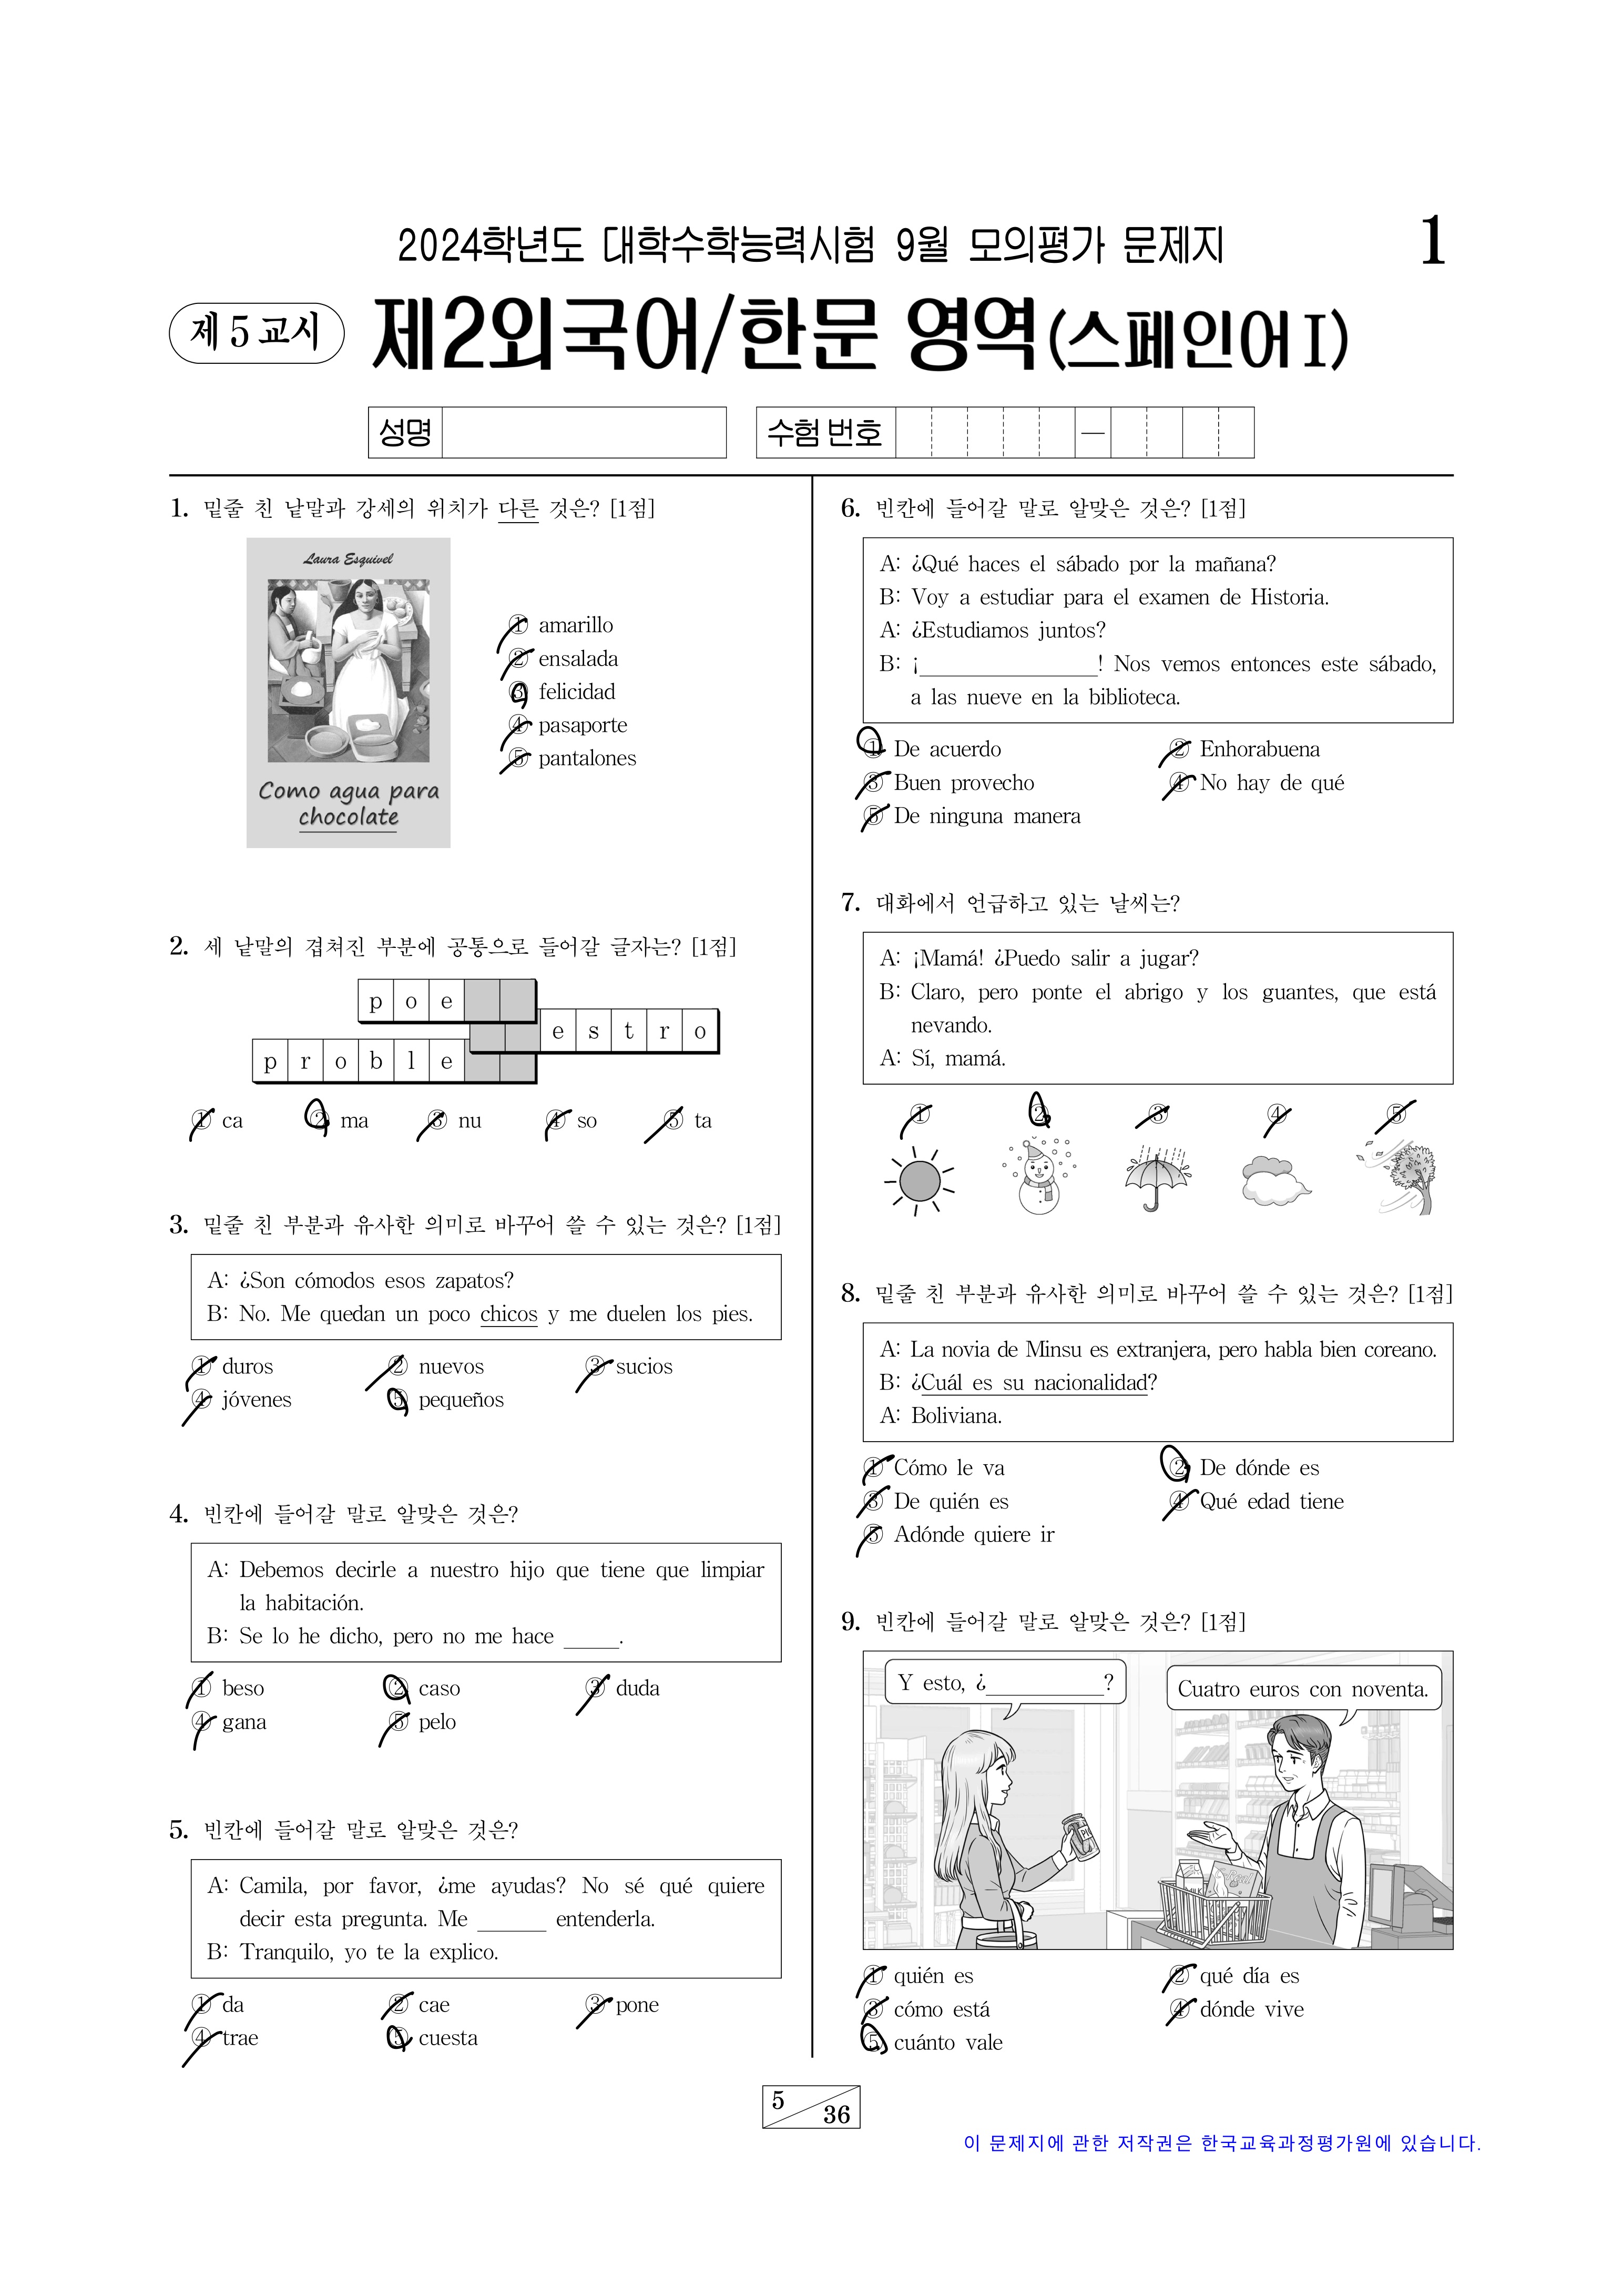 2024학년도 대학수학능력시험 9월 모의평가 문제지
1
제 5 교시
제2외국어/한문 영역(스페인어Ⅰ)
성명
수험 번호
—
1. 밑줄 친 낱말과 강세의 위치가 다른 것은? [1점]
Laura Esquivel
Como agua para
chocolate
① amarillo
② ensalada
③ felicidad
④ pasaporte
⑤ pantalones
2. 세 낱말의 겹쳐진 부분에 공통으로 들어갈 글자는? [1점]
p o e
e s t r o
p r o b l e
① ca ② ma ③ nu ④ so ⑤ ta
3. 밑줄 친 부분과 유사한 의미로 바꾸어 쓸 수 있는 것은? [1점]
A: ¿Son cómodos esos zapatos?
B: No. Me quedan un poco chicos y me duelen los pies.
① duros ② nuevos ③ sucios
④ jóvenes ⑤ pequeños
4. 빈칸에 들어갈 말로 알맞은 것은?
A: Debemos decirle a nuestro hijo que tiene que limpiar
la habitación.
B: Se lo he dicho, pero no me hace _____.
① beso ② caso ③ duda
④ gana ⑤ pelo
5. 빈칸에 들어갈 말로 알맞은 것은?
A: Camila, por favor, ¿me ayudas? No sé qué quiere
decir esta pregunta. Me ______ entenderla.
B: Tranquilo, yo te la explico.
① da ② cae ③ pone
④ trae ⑤ cuesta
6. 빈칸에 들어갈 말로 알맞은 것은? [1점]
A: ¿Qué haces el sábado por la mañana?
B: Voy a estudiar para el examen de Historia.
A: ¿Estudiamos juntos?
B: ¡________________! Nos vemos entonces este sábado,
a las nueve en la biblioteca.
① De acuerdo ② Enhorabuena
③ Buen provecho ④ No hay de qué
⑤ De ninguna manera
7. 대화에서 언급하고 있는 날씨는?
A: ¡Mamá! ¿Puedo salir a jugar?
B: Claro, pero ponte el abrigo y los guantes, que está
nevando.
A: Sí, mamá.
① ② ③ ④ ⑤
8. 밑줄 친 부분과 유사한 의미로 바꾸어 쓸 수 있는 것은? [1점]
A: La novia de Minsu es extranjera, pero habla bien coreano.
B: ¿Cuál es su nacionalidad?
A: Boliviana.
① Cómo le va ② De dónde es
③ De quién es ④ Qué edad tiene
⑤ Adónde quiere ir
9. 빈칸에 들어갈 말로 알맞은 것은? [1점]
Y esto, ¿__________?
Cuatro euros con noventa.
① quién es ② qué día es
③ cómo está ④ dónde vive
⑤ cuánto vale
5
36
이 문제지에 관한 저작권은 한국교육과정평가원에 있습니다.